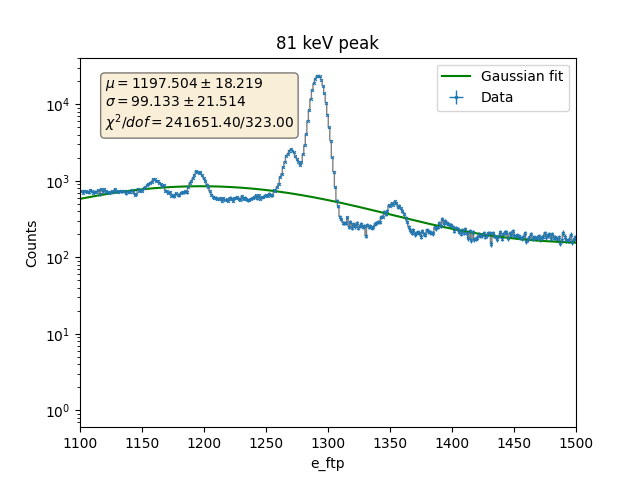 81 keV peak
μ = 1197.504 ± 18.219
σ = 99.133 ± 21.514
χ²/dof = 241651.40/323.00
Gaussian fit
Data
Counts
10⁴
10³
10²
10¹
10⁰
1100 1150 1200 1250 1300 1350 1400 1450 1500
e_ftp